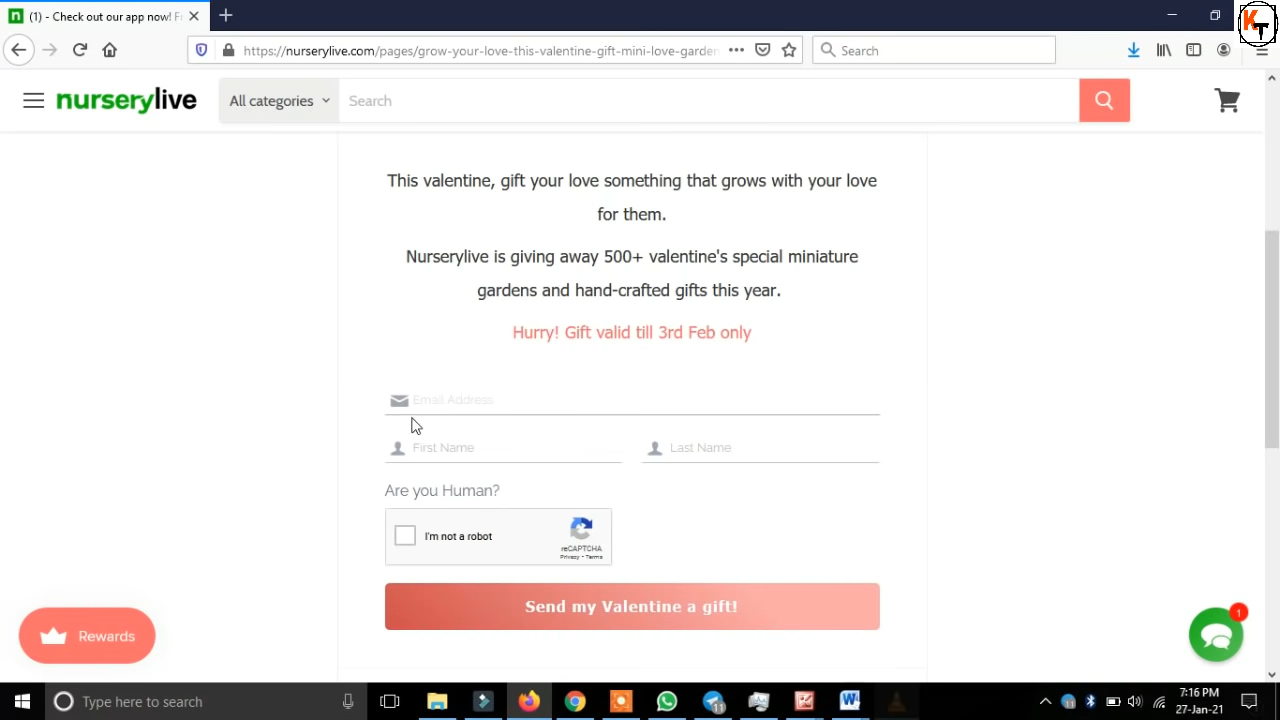 (1) - Check out our app now! F
https://nurserylive.com/pages/grow-your-love-this-valentine-gift-mini-love-garden
Search
KT
nurserylive
All categories
Search
This valentine, gift your love something that grows with your love
for them.
Nurserylive is giving away 500+ valentine's special miniature
gardens and hand-crafted gifts this year.
Hurry! Gift valid till 3rd Feb only
Email Address
First Name
Last Name
Are you Human?
I'm not a robot
reCAPTCHA
Privacy - Terms
Send my Valentine a gift!
Rewards
1
Type here to search
11
7:16 PM
27-Jan-21